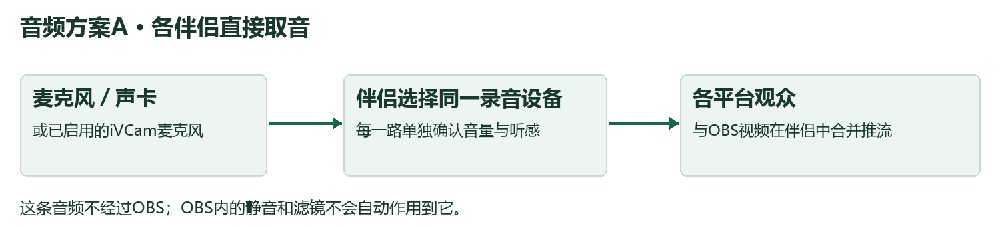 音频方案A·各伴侣直接取音
麦克风 / 声卡
或已启用的iVCam麦克风
伴侣选择同一录音设备
每一路单独确认音量与听感
各平台观众
与OBS视频在伴侣中合并推流
这条音频不经过OBS；OBS内的静音和滤镜不会自动作用到它。